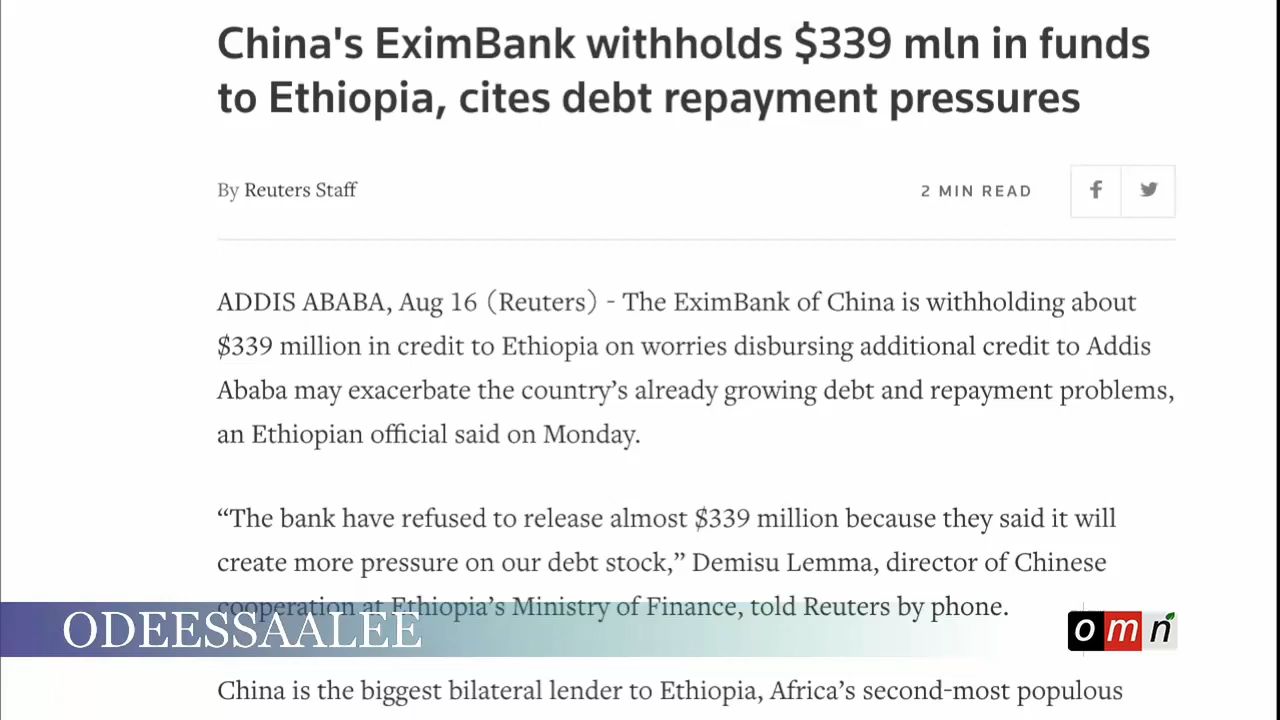 China's EximBank withholds $339 mln in funds
to Ethiopia, cites debt repayment pressures
By Reuters Staff
2 MIN READ
ADDIS ABABA, Aug 16 (Reuters) - The EximBank of China is withholding about
$339 million in credit to Ethiopia on worries disbursing additional credit to Addis
Ababa may exacerbate the country’s already growing debt and repayment problems,
an Ethiopian official said on Monday.
“The bank have refused to release almost $339 million because they said it will
create more pressure on our debt stock,” Demisu Lemma, director of Chinese
cooperation at Ethiopia’s Ministry of Finance, told Reuters by phone.
ODEESSAALEE
omn
China is the biggest bilateral lender to Ethiopia, Africa’s second-most populous